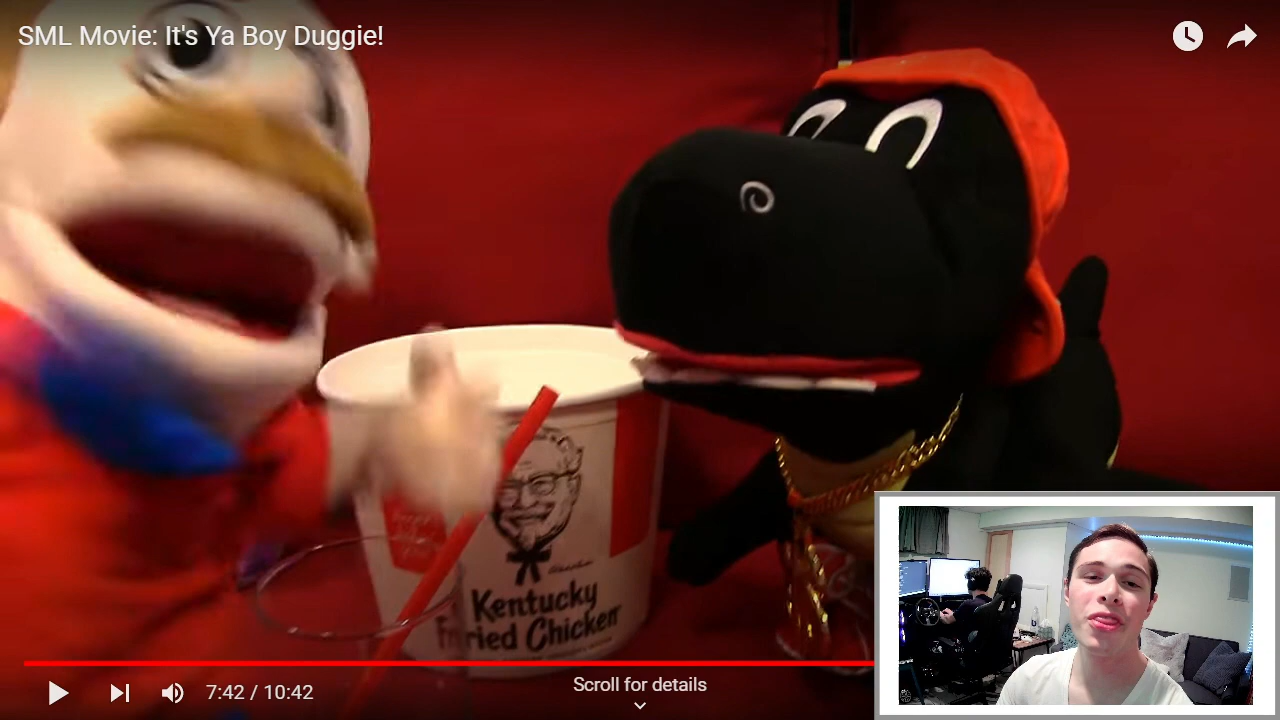 SML Movie: It's Ya Boy Duggie!
Kentucky
Fried Chicken
7:42 / 10:42
Scroll for details